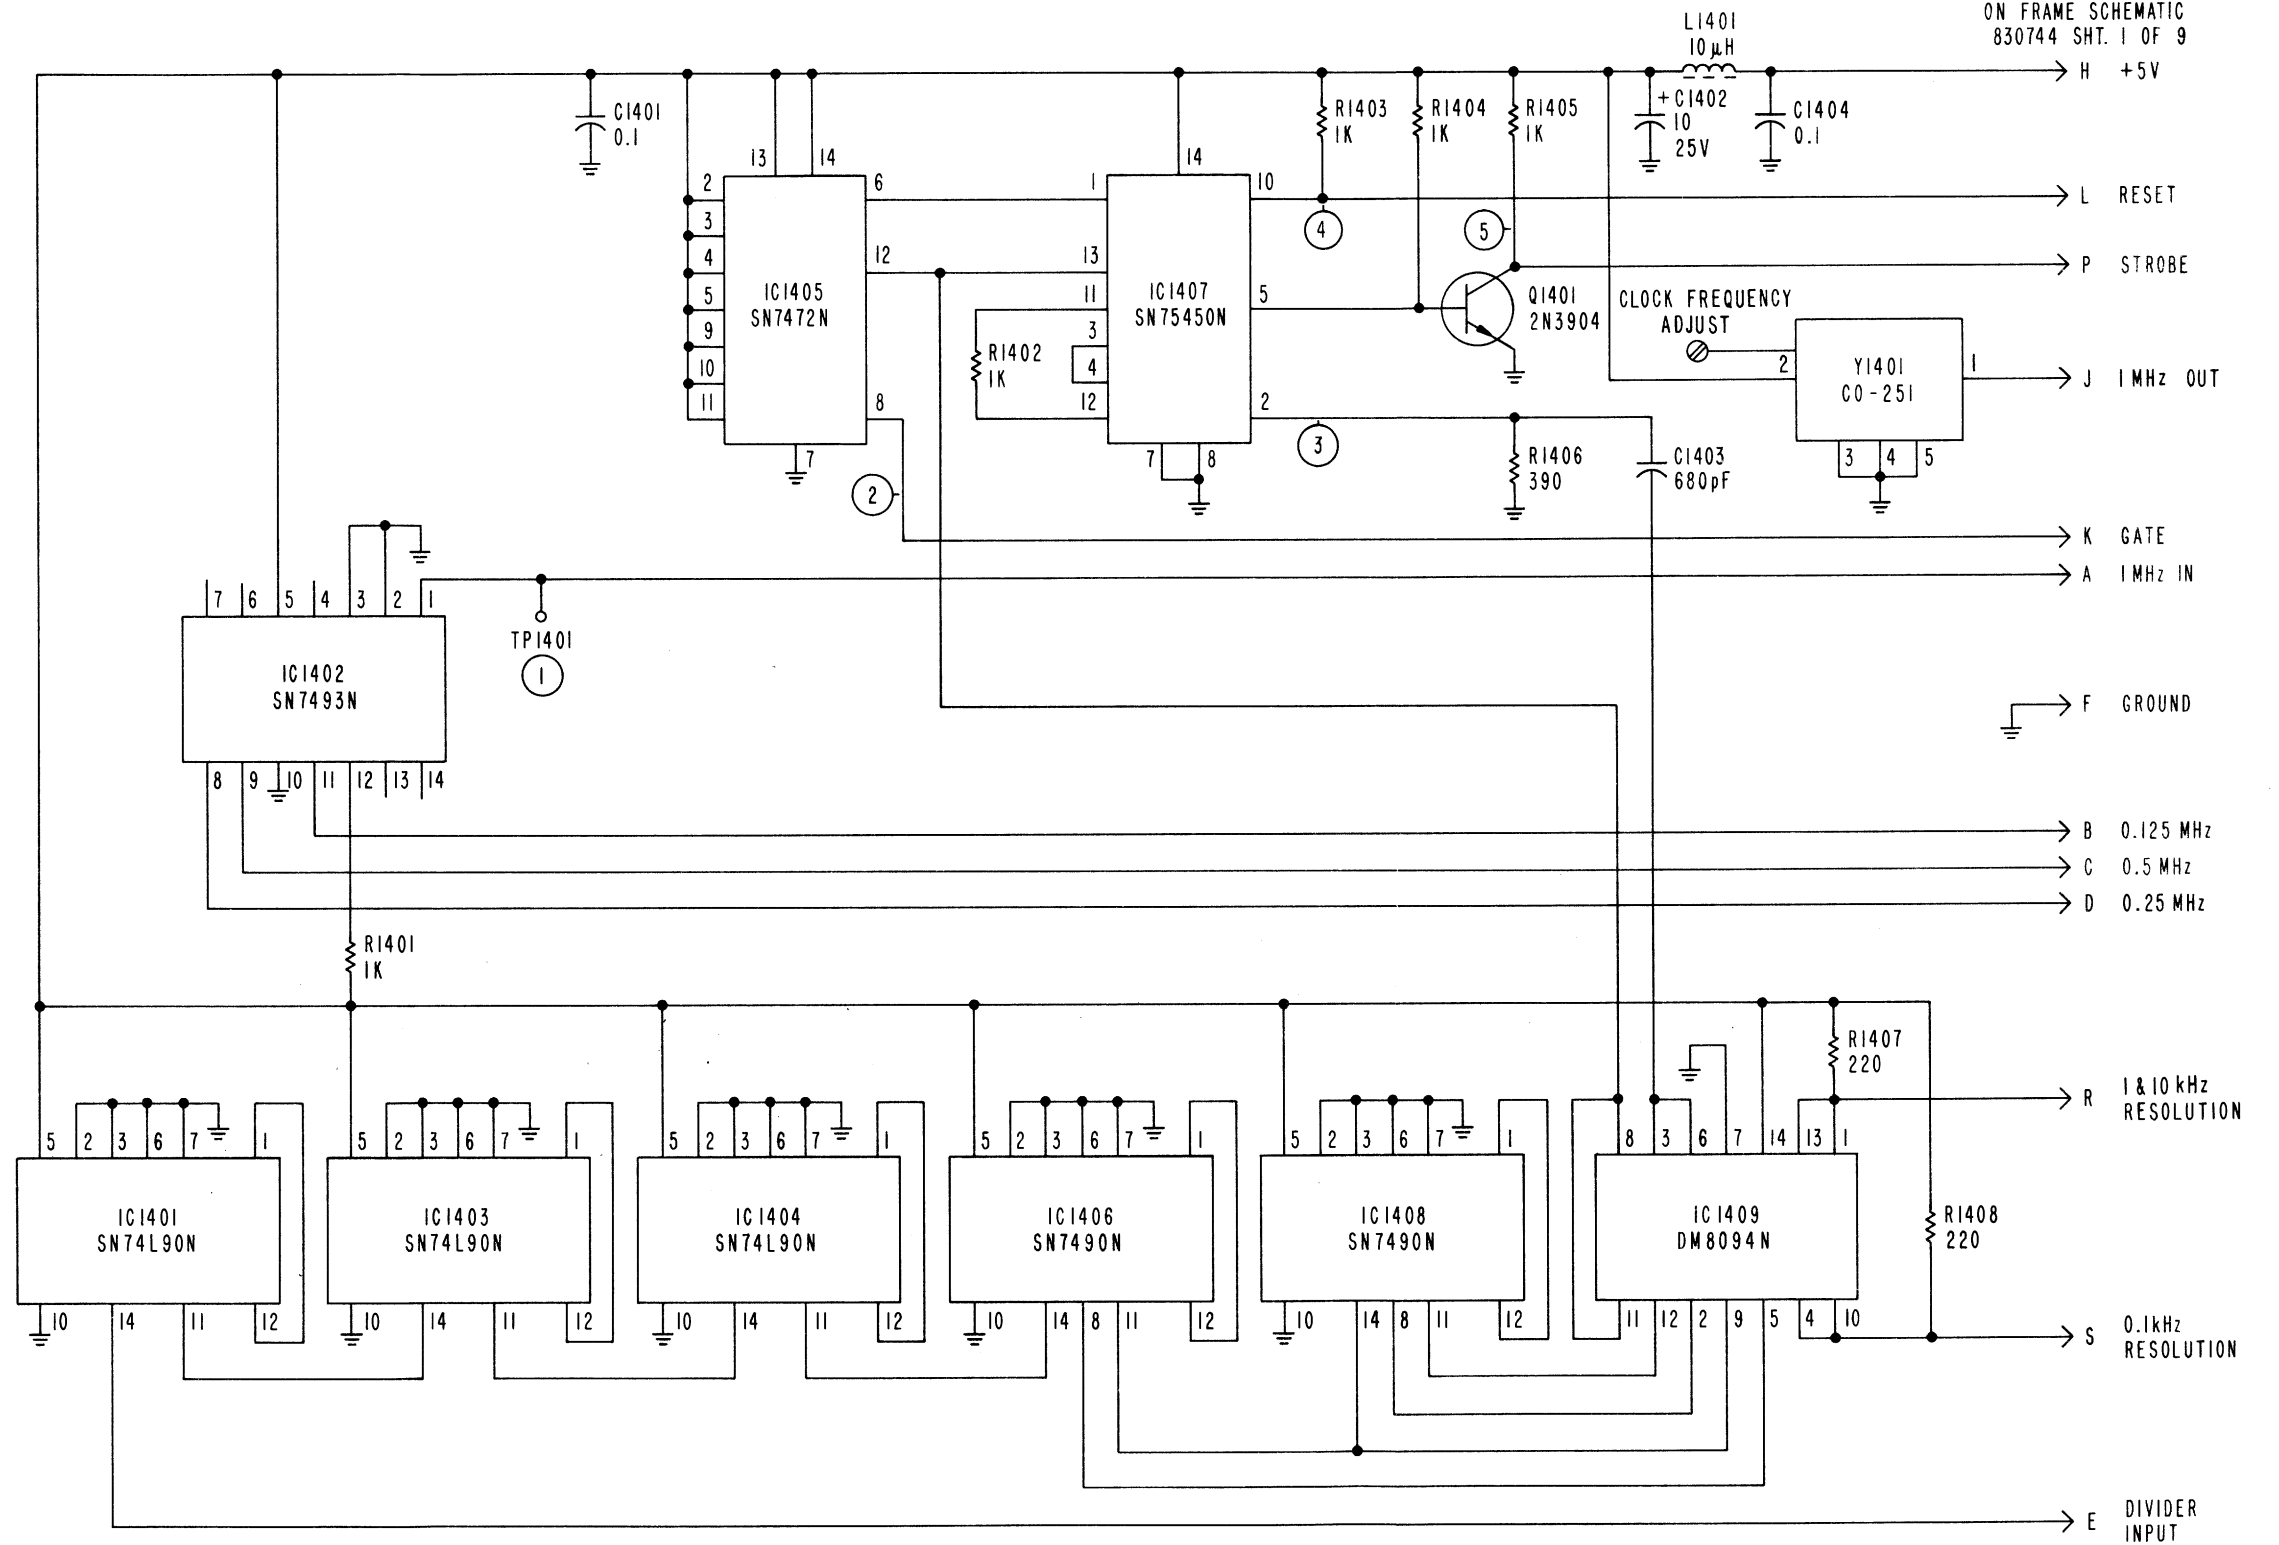 ON FRAME SCHEMATIC
830744 SHT. 1 OF 9
L1401
10μH
H +5V
C1401
0.1
R1403
1K
R1404
1K
R1405
1K
+
C1402
10
25V
C1404
0.1
13 14
14
2 6
3
4 12
5
9
10
11 8
7
IC1405
SN7472N
1 10
13
11 5
3
4
12 2
7 8
IC1407
SN75450N
R1402
1K
L RESET
4
5
P STROBE
Q1401
2N3904
CLOCK FREQUENCY
ADJUST
2 1
Y1401
CO-251
3 4 5
J 1MHz OUT
3
R1406
390
C1403
680pF
2
K GATE
A 1MHz IN
7 6 5 4 3 2 1
TP1401
1
IC1402
SN7493N
8 9 10 11 12 13 14
F GROUND
B 0.125 MHz
C 0.5 MHz
D 0.25 MHz
R1401
1K
R1407
220
R 1 & 10 kHz
RESOLUTION
5 2 3 6 7 1
5 2 3 6 7 1
5 2 3 6 7 1
5 2 3 6 7 1
5 2 3 6 7 1
8 3 6 7 14 13 1
IC1401
SN74L90N
IC1403
SN74L90N
IC1404
SN74L90N
IC1406
SN7490N
IC1408
SN7490N
IC1409
DM8094N
R1408
220
10 14 11 12
10 14 11 12
10 14 11 12
10 14 8 11 12
10 14 8 11 12
11 12 2 9 5 4 10
S 0.1kHz
RESOLUTION
E DIVIDER
INPUT